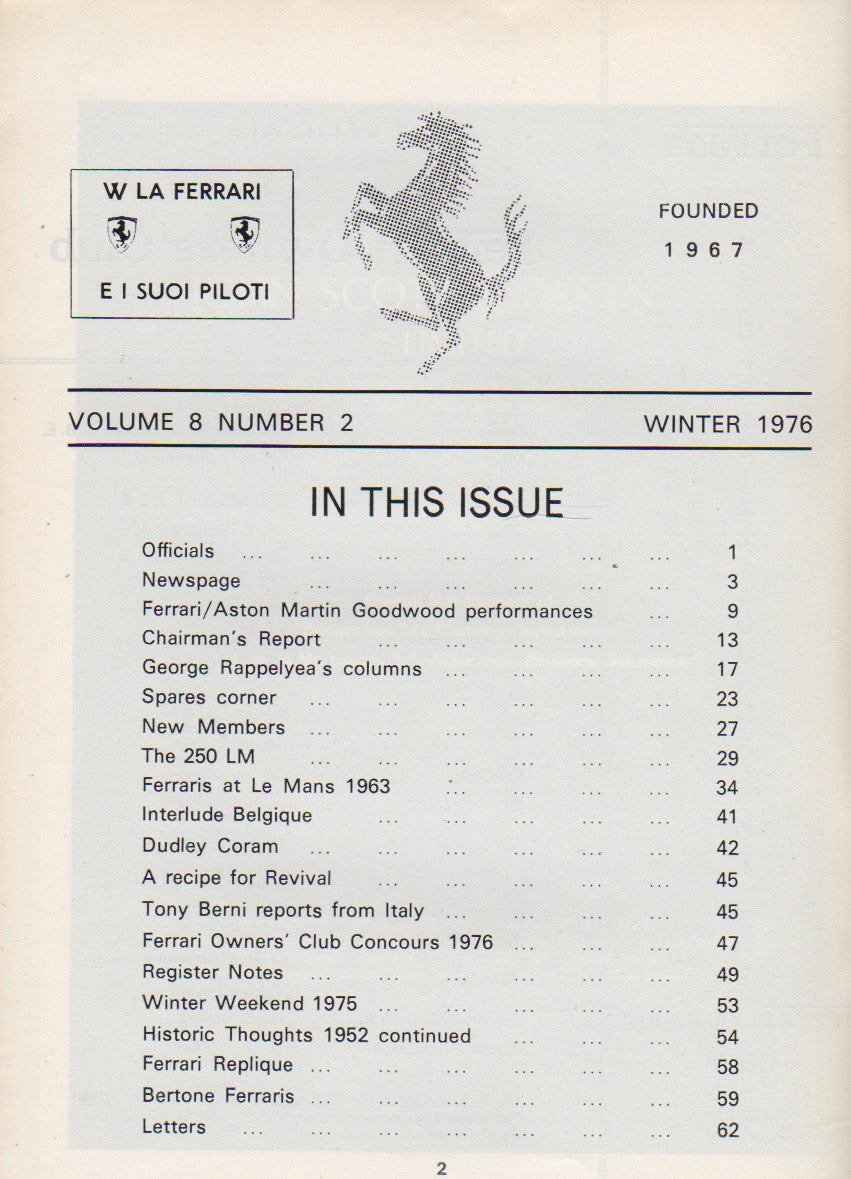 W LA FERRARI
E I SUOI PILOTI
FOUNDED
1967
VOLUME 8 NUMBER 2 WINTER 1976
IN THIS ISSUE
Officials ... ... ... ... ... ... ... 1
Newspage ... ... ... ... ... ... 3
Ferrari/Aston Martin Goodwood performances ... 9
Chairman's Report ... ... ... ... ... 13
George Rappelyea's columns ... ... ... ... 17
Spares corner ... ... ... ... ... ... 23
New Members ... ... ... ... ... ... 27
The 250 LM ... ... ... ... ... ... 29
Ferraris at Le Mans 1963 ... ... ... ... 34
Interlude Belgique ... ... ... ... ... 41
Dudley Coram ... ... ... ... ... ... 42
A recipe for Revival ... ... ... ... ... 45
Tony Berni reports from Italy ... ... ... ... 45
Ferrari Owners' Club Concours 1976 ... ... ... 47
Register Notes ... ... ... ... ... ... 49
Winter Weekend 1975 ... ... ... ... ... 53
Historic Thoughts 1952 continued ... ... ... 54
Ferrari Replique ... ... ... ... ... ... 58
Bertone Ferraris ... ... ... ... ... ... 59
Letters ... ... ... ... ... ... ... 62
2